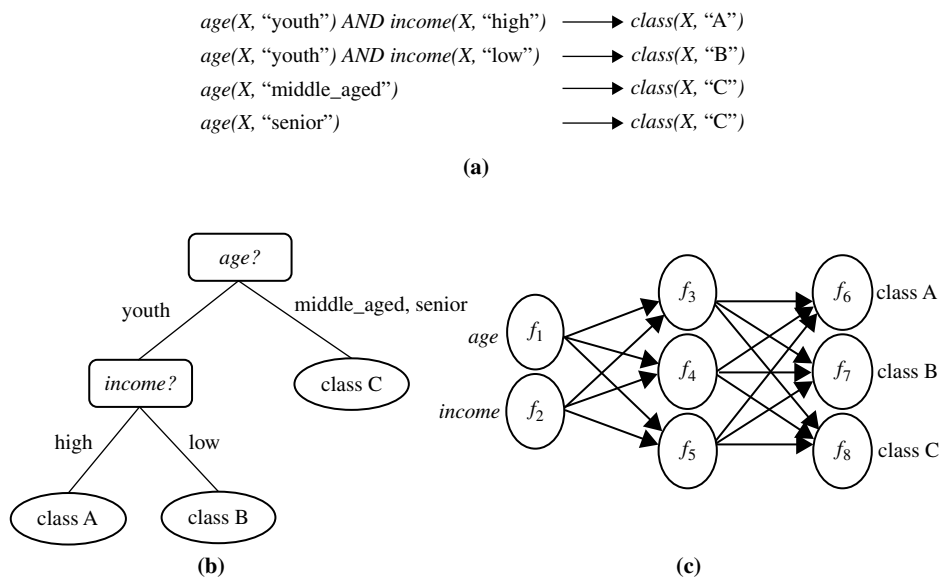 age(X, “youth”) AND income(X, “high”) class(X, “A”)
age(X, “youth”) AND income(X, “low”) class(X, “B”)
age(X, “middle_aged”) class(X, “C”)
age(X, “senior”) class(X, “C”)
(a)
age?
youth
middle_aged, senior
income?
class C
high
low
class A
class B
(b)
age
income
f1
f2
f3
f4
f5
f6
f7
f8
class A
class B
class C
(c)